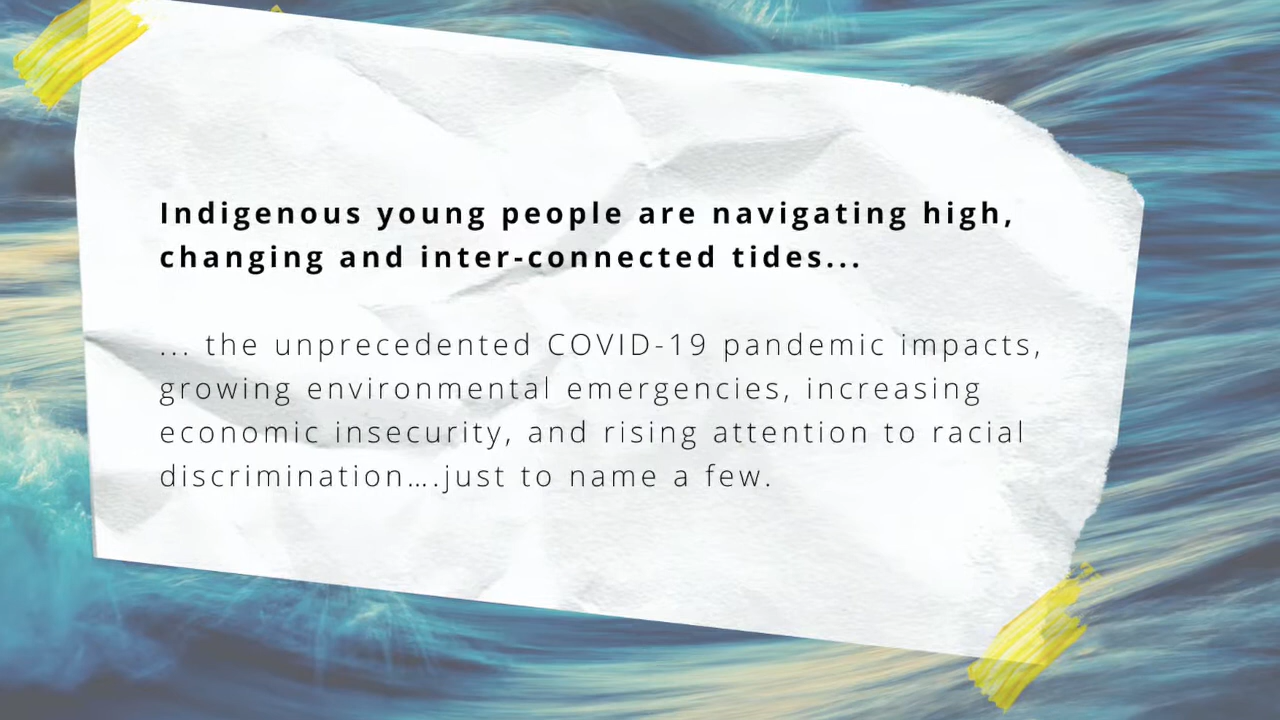 Indigenous young people are navigating high,
changing and inter-connected tides...
... the unprecedented COVID-19 pandemic impacts,
growing environmental emergencies, increasing
economic insecurity, and rising attention to racial
discrimination….just to name a few.